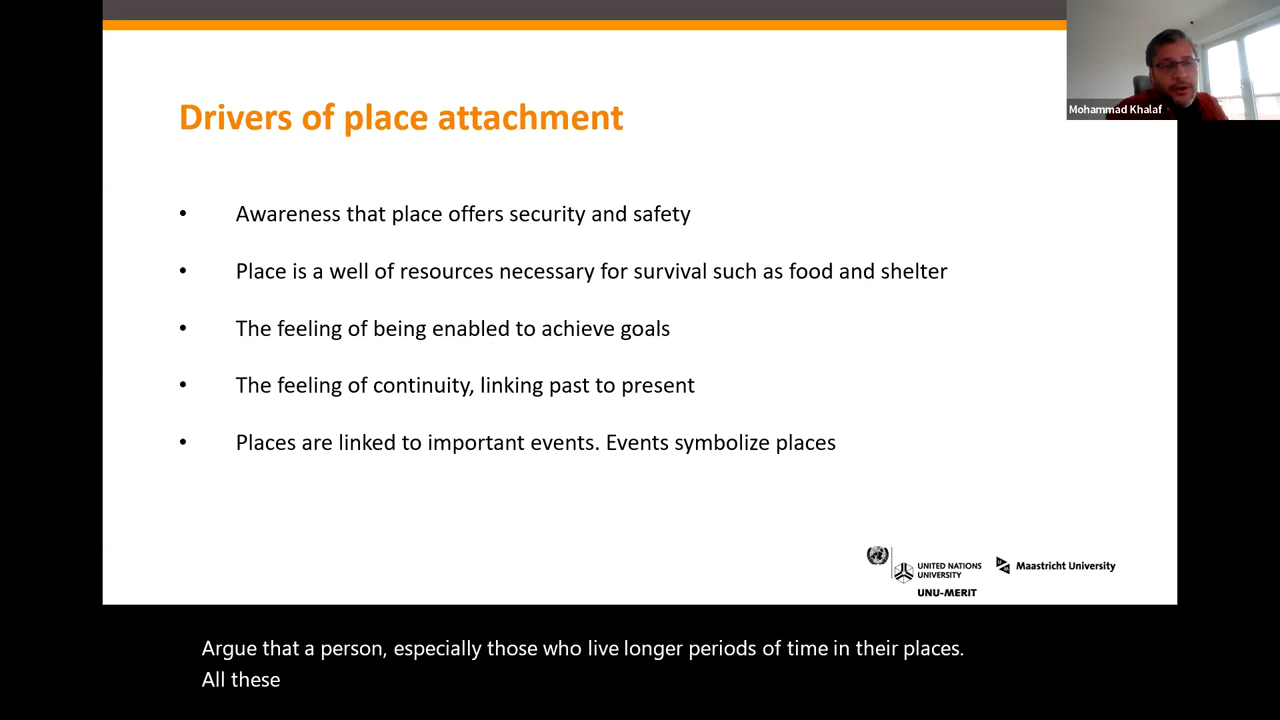 Mohammad Khalaf
Drivers of place attachment
• Awareness that place offers security and safety
• Place is a well of resources necessary for survival such as food and shelter
• The feeling of being enabled to achieve goals
• The feeling of continuity, linking past to present
• Places are linked to important events. Events symbolize places
UNITED NATIONS
UNIVERSITY
UNU-MERIT
Maastricht University
Argue that a person, especially those who live longer periods of time in their places.
All these